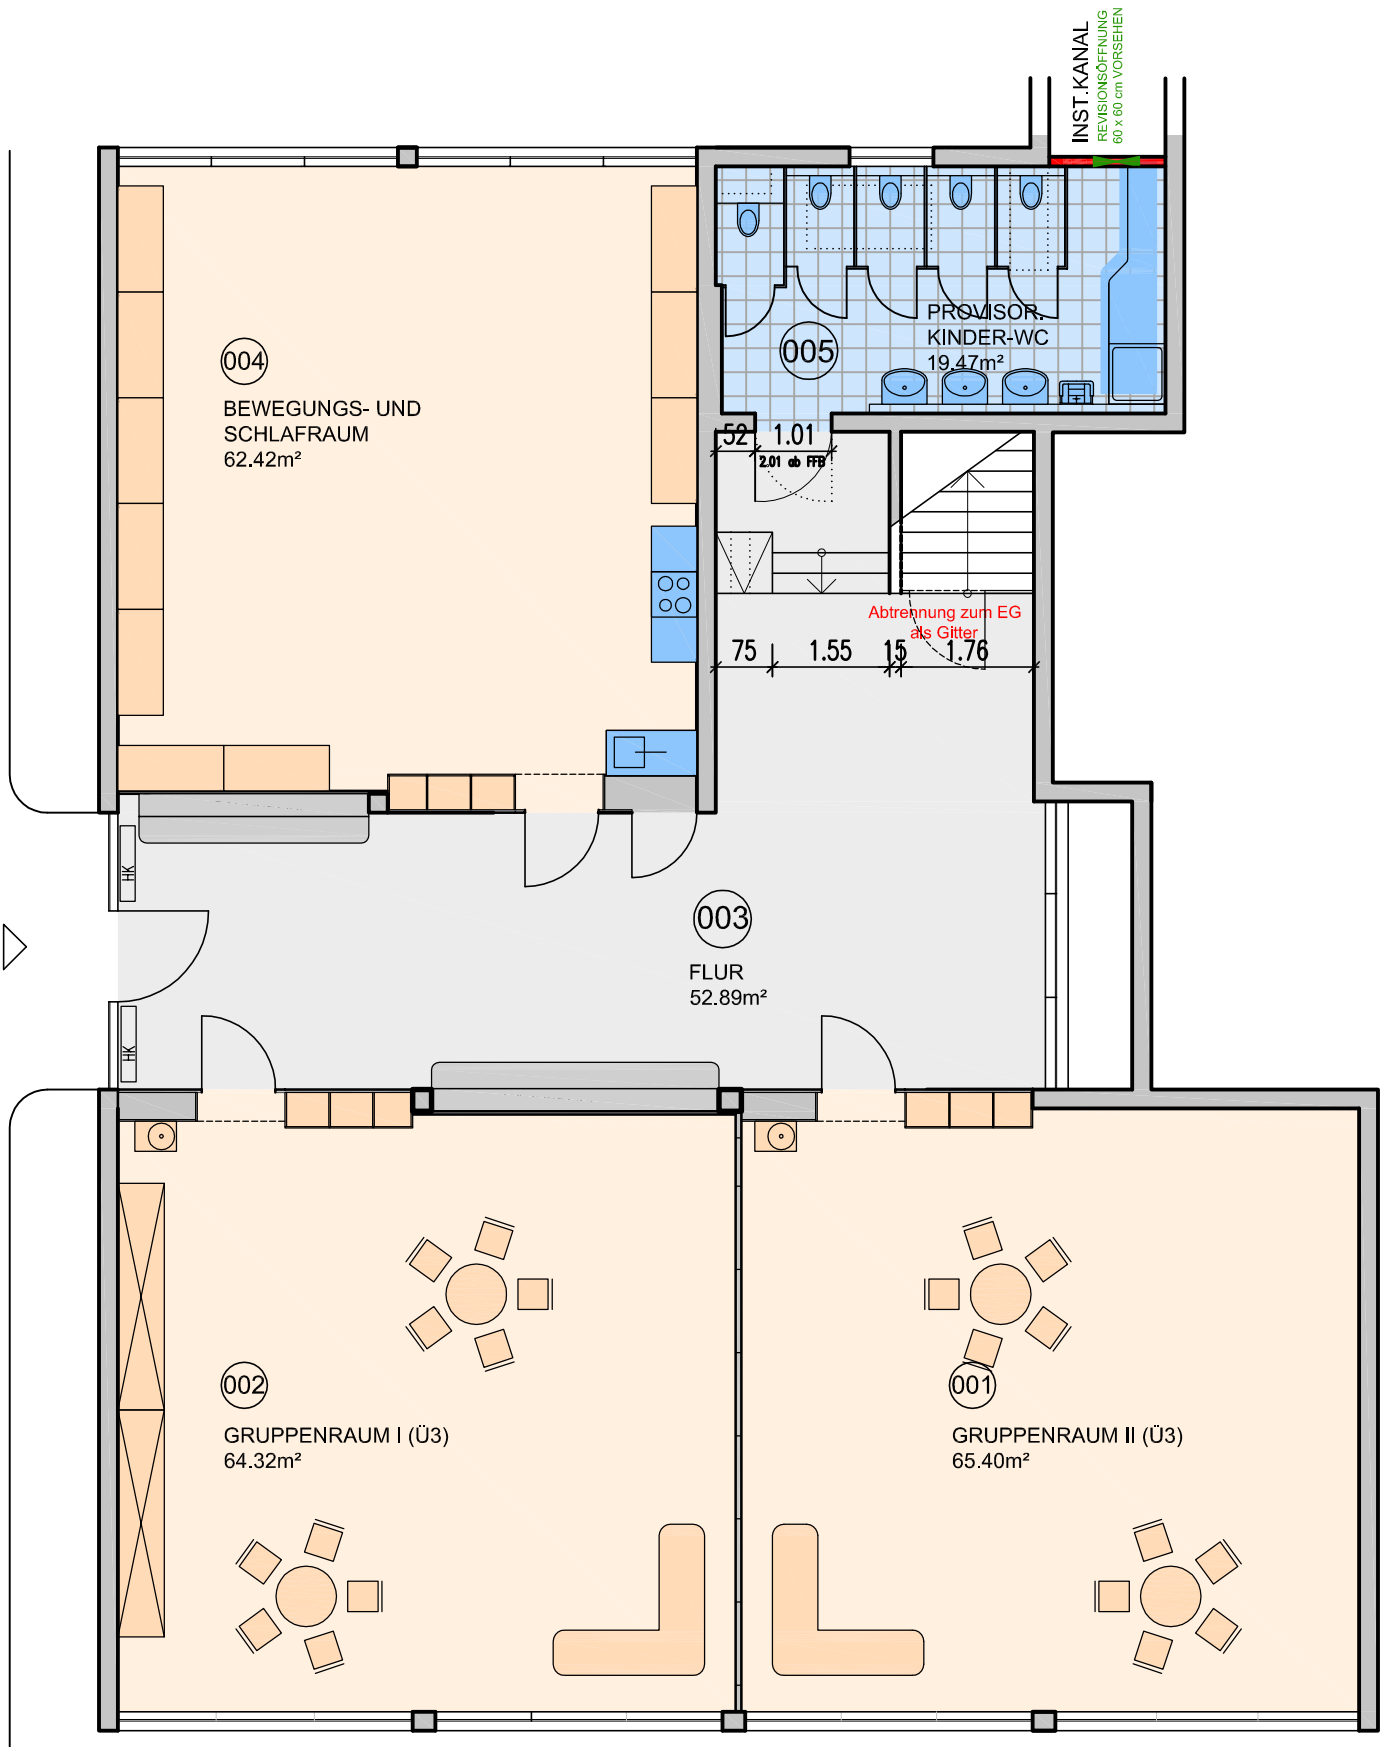 INST.KANAL
REVISIONSÖFFNUNG
60 x 60 cm VORSEHEN
PROVISOR.
KINDER-WC
19.47m²
005
004
BEWEGUNGS- UND
SCHLAFRAUM
62.42m²
52 1.01
2.01 ab FFB
Abtrennung zum EG
als Gitter
75 1.55 15 1.76
HK
003
FLUR
52.89m²
HK
002
GRUPPENRAUM I (Ü3)
64.32m²
001
GRUPPENRAUM II (Ü3)
65.40m²